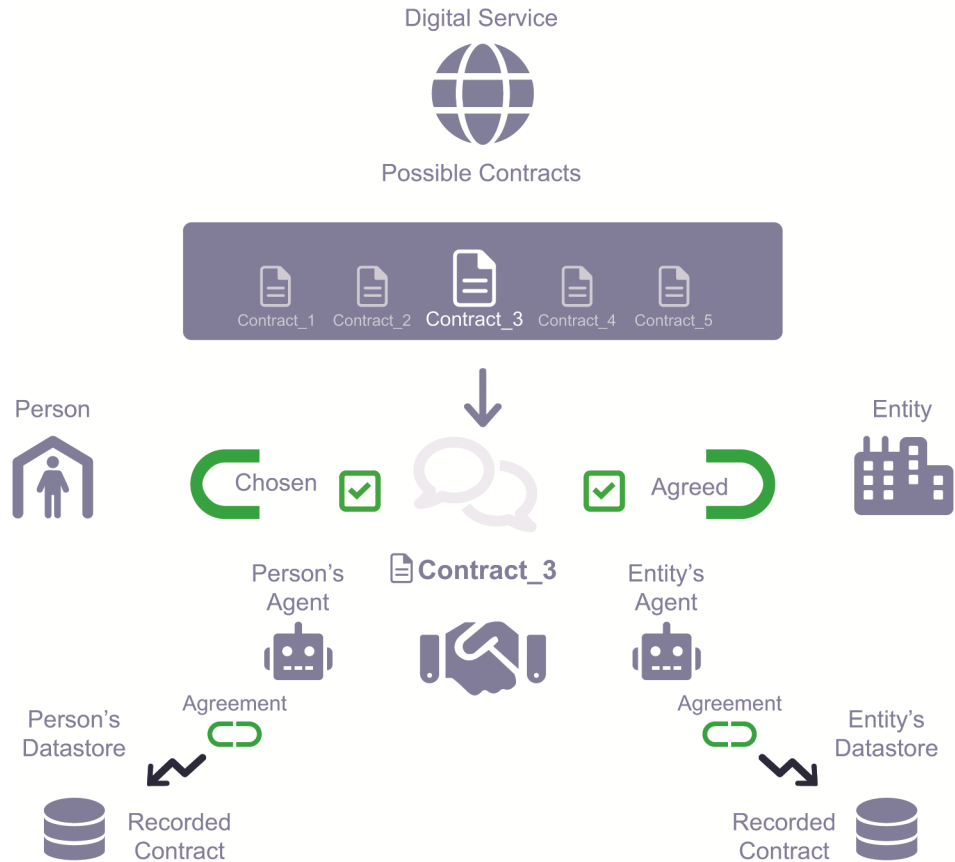 Digital Service
Possible Contracts
Contract_1
Contract_2
Contract_3
Contract_4
Contract_5
Person
Entity
Chosen
Agreed
Contract_3
Person’s
Agent
Entity’s
Agent
Agreement
Agreement
Person’s
Datastore
Entity’s
Datastore
Recorded
Contract
Recorded
Contract